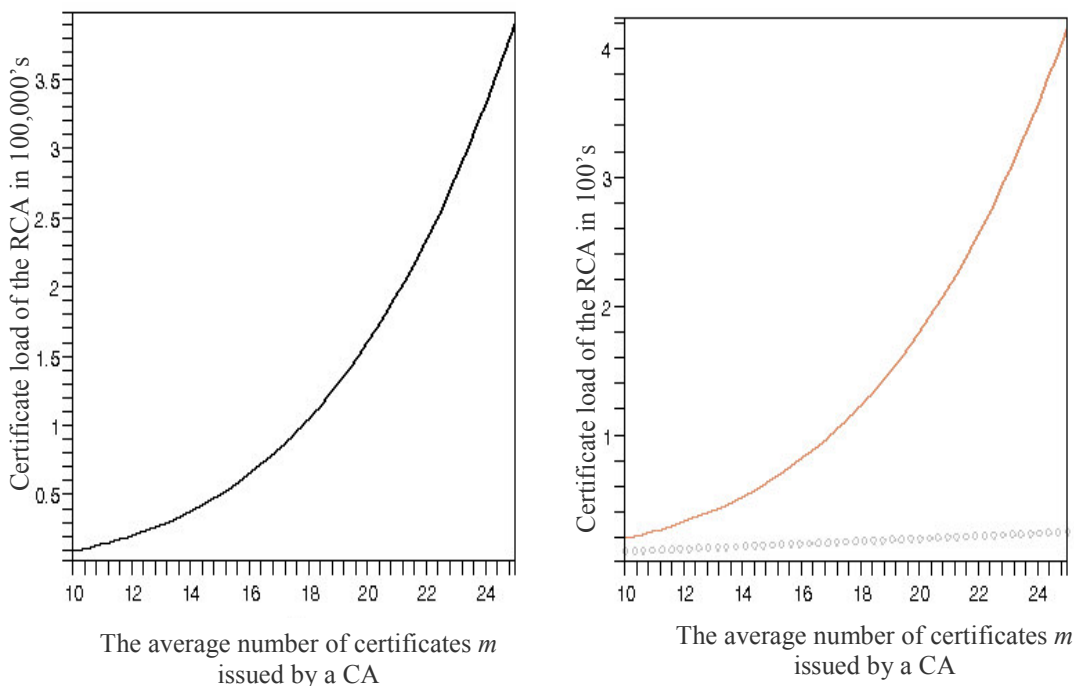 Certificate load of the RCA in 100,000's
3.5
3
2.5
2
1.5
1
0.5
10 12 14 16 18 20 22 24
The average number of certificates m
issued by a CA
Certificate load of the RCA in 100's
4
3
2
1
10 12 14 16 18 20 22 24
The average number of certificates m
issued by a CA